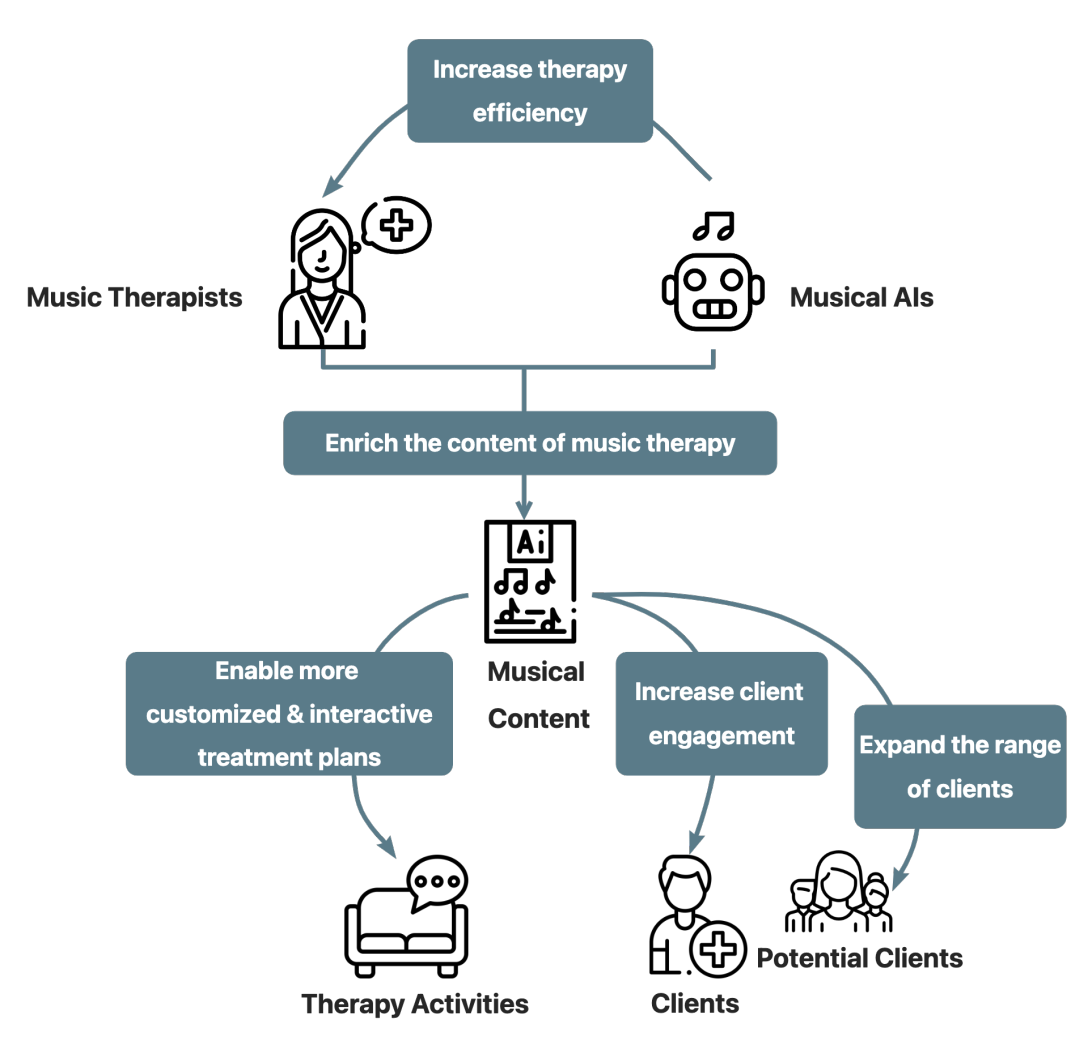 Increase therapy
efficiency
Music Therapists
Musical AIs
Enrich the content of music therapy
Ai
Musical
Content
Enable more
customized & interactive
treatment plans
Increase client
engagement
Expand the range
of clients
Therapy Activities
Clients
Potential Clients